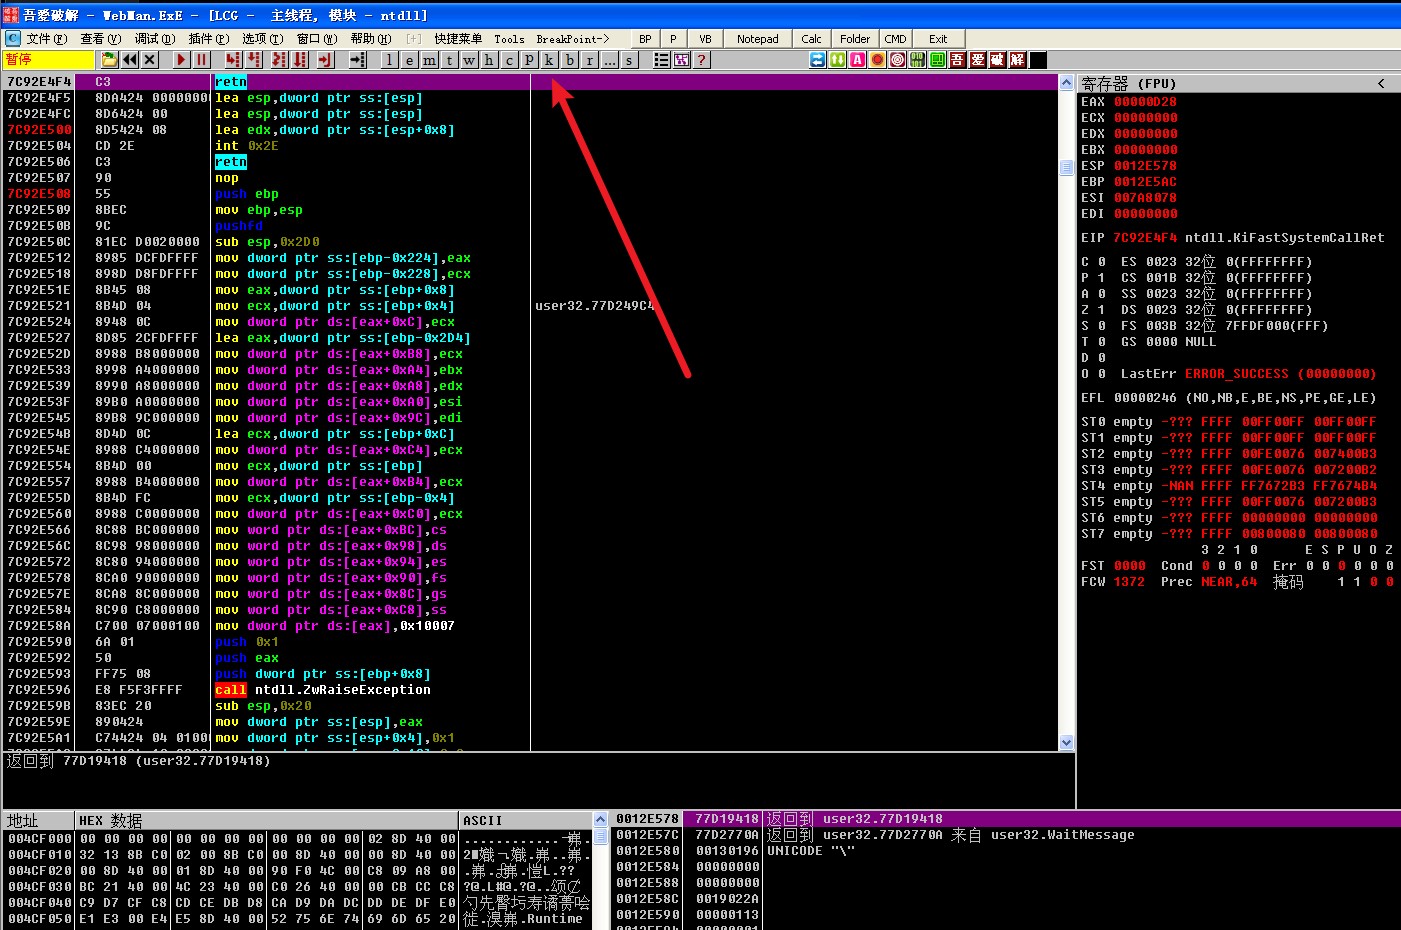 吾爱破解 - WebMan.ExE - [LCG -  主线程, 模块 - ntdll]
文件(F) 查看(V) 调试(D) 插件(P) 选项(T) 窗口(W) 帮助(H) [+] 快捷菜单 Tools BreakPoint-> BP P VB Notepad Calc Folder CMD Exit
暂停 l e m t w h c p k b r ... s ? 吾 爱 破 解
7C92E4F4 C3 retn
7C92E4F5 8DA424 0000000 lea esp,dword ptr ss:[esp]
7C92E4FC 8D6424 00 lea esp,dword ptr ss:[esp]
7C92E500 8D5424 08 lea edx,dword ptr ss:[esp+0x8]
7C92E504 CD 2E int 0x2E
7C92E506 C3 retn
7C92E507 90 nop
7C92E508 55 push ebp
7C92E509 8BEC mov ebp,esp
7C92E50B 9C pushfd
7C92E50C 81EC D0020000 sub esp,0x2D0
7C92E512 8985 DCFDFFFF mov dword ptr ss:[ebp-0x224],eax
7C92E518 898D D8FDFFFF mov dword ptr ss:[ebp-0x228],ecx
7C92E51E 8B45 08 mov eax,dword ptr ss:[ebp+0x8]
7C92E521 8B4D 04 mov ecx,dword ptr ss:[ebp+0x4] user32.77D249C4
7C92E524 8948 0C mov dword ptr ds:[eax+0xC],ecx
7C92E527 8D85 2CFDFFFF lea eax,dword ptr ss:[ebp-0x2D4]
7C92E52D 8988 B8000000 mov dword ptr ds:[eax+0xB8],ecx
7C92E533 8998 A4000000 mov dword ptr ds:[eax+0xA4],ebx
7C92E539 8990 A8000000 mov dword ptr ds:[eax+0xA8],edx
7C92E53F 89B0 A0000000 mov dword ptr ds:[eax+0xA0],esi
7C92E545 89B8 9C000000 mov dword ptr ds:[eax+0x9C],edi
7C92E54B 8D4D 0C lea ecx,dword ptr ss:[ebp+0xC]
7C92E54E 8988 C4000000 mov dword ptr ds:[eax+0xC4],ecx
7C92E554 8B4D 00 mov ecx,dword ptr ss:[ebp]
7C92E557 8988 B4000000 mov dword ptr ds:[eax+0xB4],ecx
7C92E55D 8B4D FC mov ecx,dword ptr ss:[ebp-0x4]
7C92E560 8988 C0000000 mov dword ptr ds:[eax+0xC0],ecx
7C92E566 8C88 BC000000 mov word ptr ds:[eax+0xBC],cs
7C92E56C 8C98 98000000 mov word ptr ds:[eax+0x98],ds
7C92E572 8C80 94000000 mov word ptr ds:[eax+0x94],es
7C92E578 8CA0 90000000 mov word ptr ds:[eax+0x90],fs
7C92E57E 8CA8 8C000000 mov word ptr ds:[eax+0x8C],gs
7C92E584 8C90 C8000000 mov word ptr ds:[eax+0xC8],ss
7C92E58A C700 07000100 mov dword ptr ds:[eax],0x10007
7C92E590 6A 01 push 0x1
7C92E592 50 push eax
7C92E593 FF75 08 push dword ptr ss:[ebp+0x8]
7C92E596 E8 F5F3FFFF call ntdll.ZwRaiseException
7C92E59B 83EC 20 sub esp,0x20
7C92E59E 890424 mov dword ptr ss:[esp],eax
7C92E5A1 C74424 04 0100 mov dword ptr ss:[esp+0x4],0x1
返回到 77D19418 (user32.77D19418)
寄存器 (FPU) <
EAX 00000D28
ECX 00000000
EDX 00000000
EBX 00000000
ESP 0012E578
EBP 0012E5AC
ESI 007A8078
EDI 00000000
EIP 7C92E4F4 ntdll.KiFastSystemCallRet
C 0 ES 0023 32位 0(FFFFFFFF)
P 1 CS 001B 32位 0(FFFFFFFF)
A 0 SS 0023 32位 0(FFFFFFFF)
Z 1 DS 0023 32位 0(FFFFFFFF)
S 0 FS 003B 32位 7FFDF000(FFF)
T 0 GS 0000 NULL
D 0
O 0 LastErr ERROR_SUCCESS (00000000)
EFL 00000246 (NO,NB,E,BE,NS,PE,GE,LE)
ST0 empty -??? FFFF 00FF00FF 00FF00FF
ST1 empty -??? FFFF 00FF00FF 00FF00FF
ST2 empty -??? FFFF 00FE0076 007400B3
ST3 empty -??? FFFF 00FE0076 007200B2
ST4 empty -NAN FFFF FF7672B3 FF7674B4
ST5 empty -??? FFFF 00FF0076 007200B3
ST6 empty -??? FFFF 00000000 00000000
ST7 empty -??? FFFF 00800080 00800080
3 2 1 0 E S P U O Z
FST 0000 Cond 0 0 0 0 Err 0 0 0 0 0 0
FCW 1372 Prec NEAR,64 掩码 1 1 0 0
地址 HEX 数据 ASCII
004CF000 00 00 00 00 00 00 00 00 00 00 00 00 02 8D 40 00
004CF010 32 13 8B C0 02 00 8B C0 00 8D 40 00 00 8D 40 00
004CF020 00 8D 40 00 01 8D 40 00 90 F0 4C 00 C8 09 A8 00
004CF030 BC 21 40 00 4C 23 40 00 C0 26 40 00 00 CB CC C8
004CF040 C9 D7 CF C8 CD CE DB D8 CA D9 DA DC DD DE DF E0
004CF050 E1 E3 00 E4 E5 8D 40 00 52 75 6E 74 69 6D 65 20 .Runtime
0012E578 77D19418 返回到 user32.77D19418
0012E57C 77D2770A 返回到 user32.77D2770A 来自 user32.WaitMessage
0012E580 00130196 UNICODE "\"
0012E584 00000000
0012E588 00000000
0012E58C 0019022A
0012E590 00000113